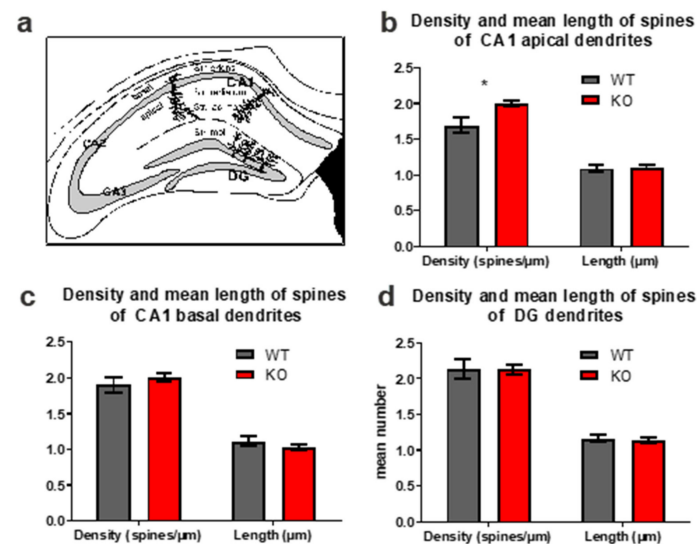 a
CA1
basal
apical
Str. mol
CA2
CA3
DG
b
Density and mean length of spines
of CA1 apical dendrites
2.5
2.0
1.5
1.0
0.5
0.0
*
WT
KO
Density (spines/µm)
Length (µm)
c
Density and mean length of spines
of CA1 basal dendrites
2.5
2.0
1.5
1.0
0.5
0.0
WT
KO
Density (spines/µm)
Length (µm)
d
Density and mean length of spines
of DG dendrites
mean number
2.5
2.0
1.5
1.0
0.5
0.0
WT
KO
Density (spines/µm)
Length (µm)